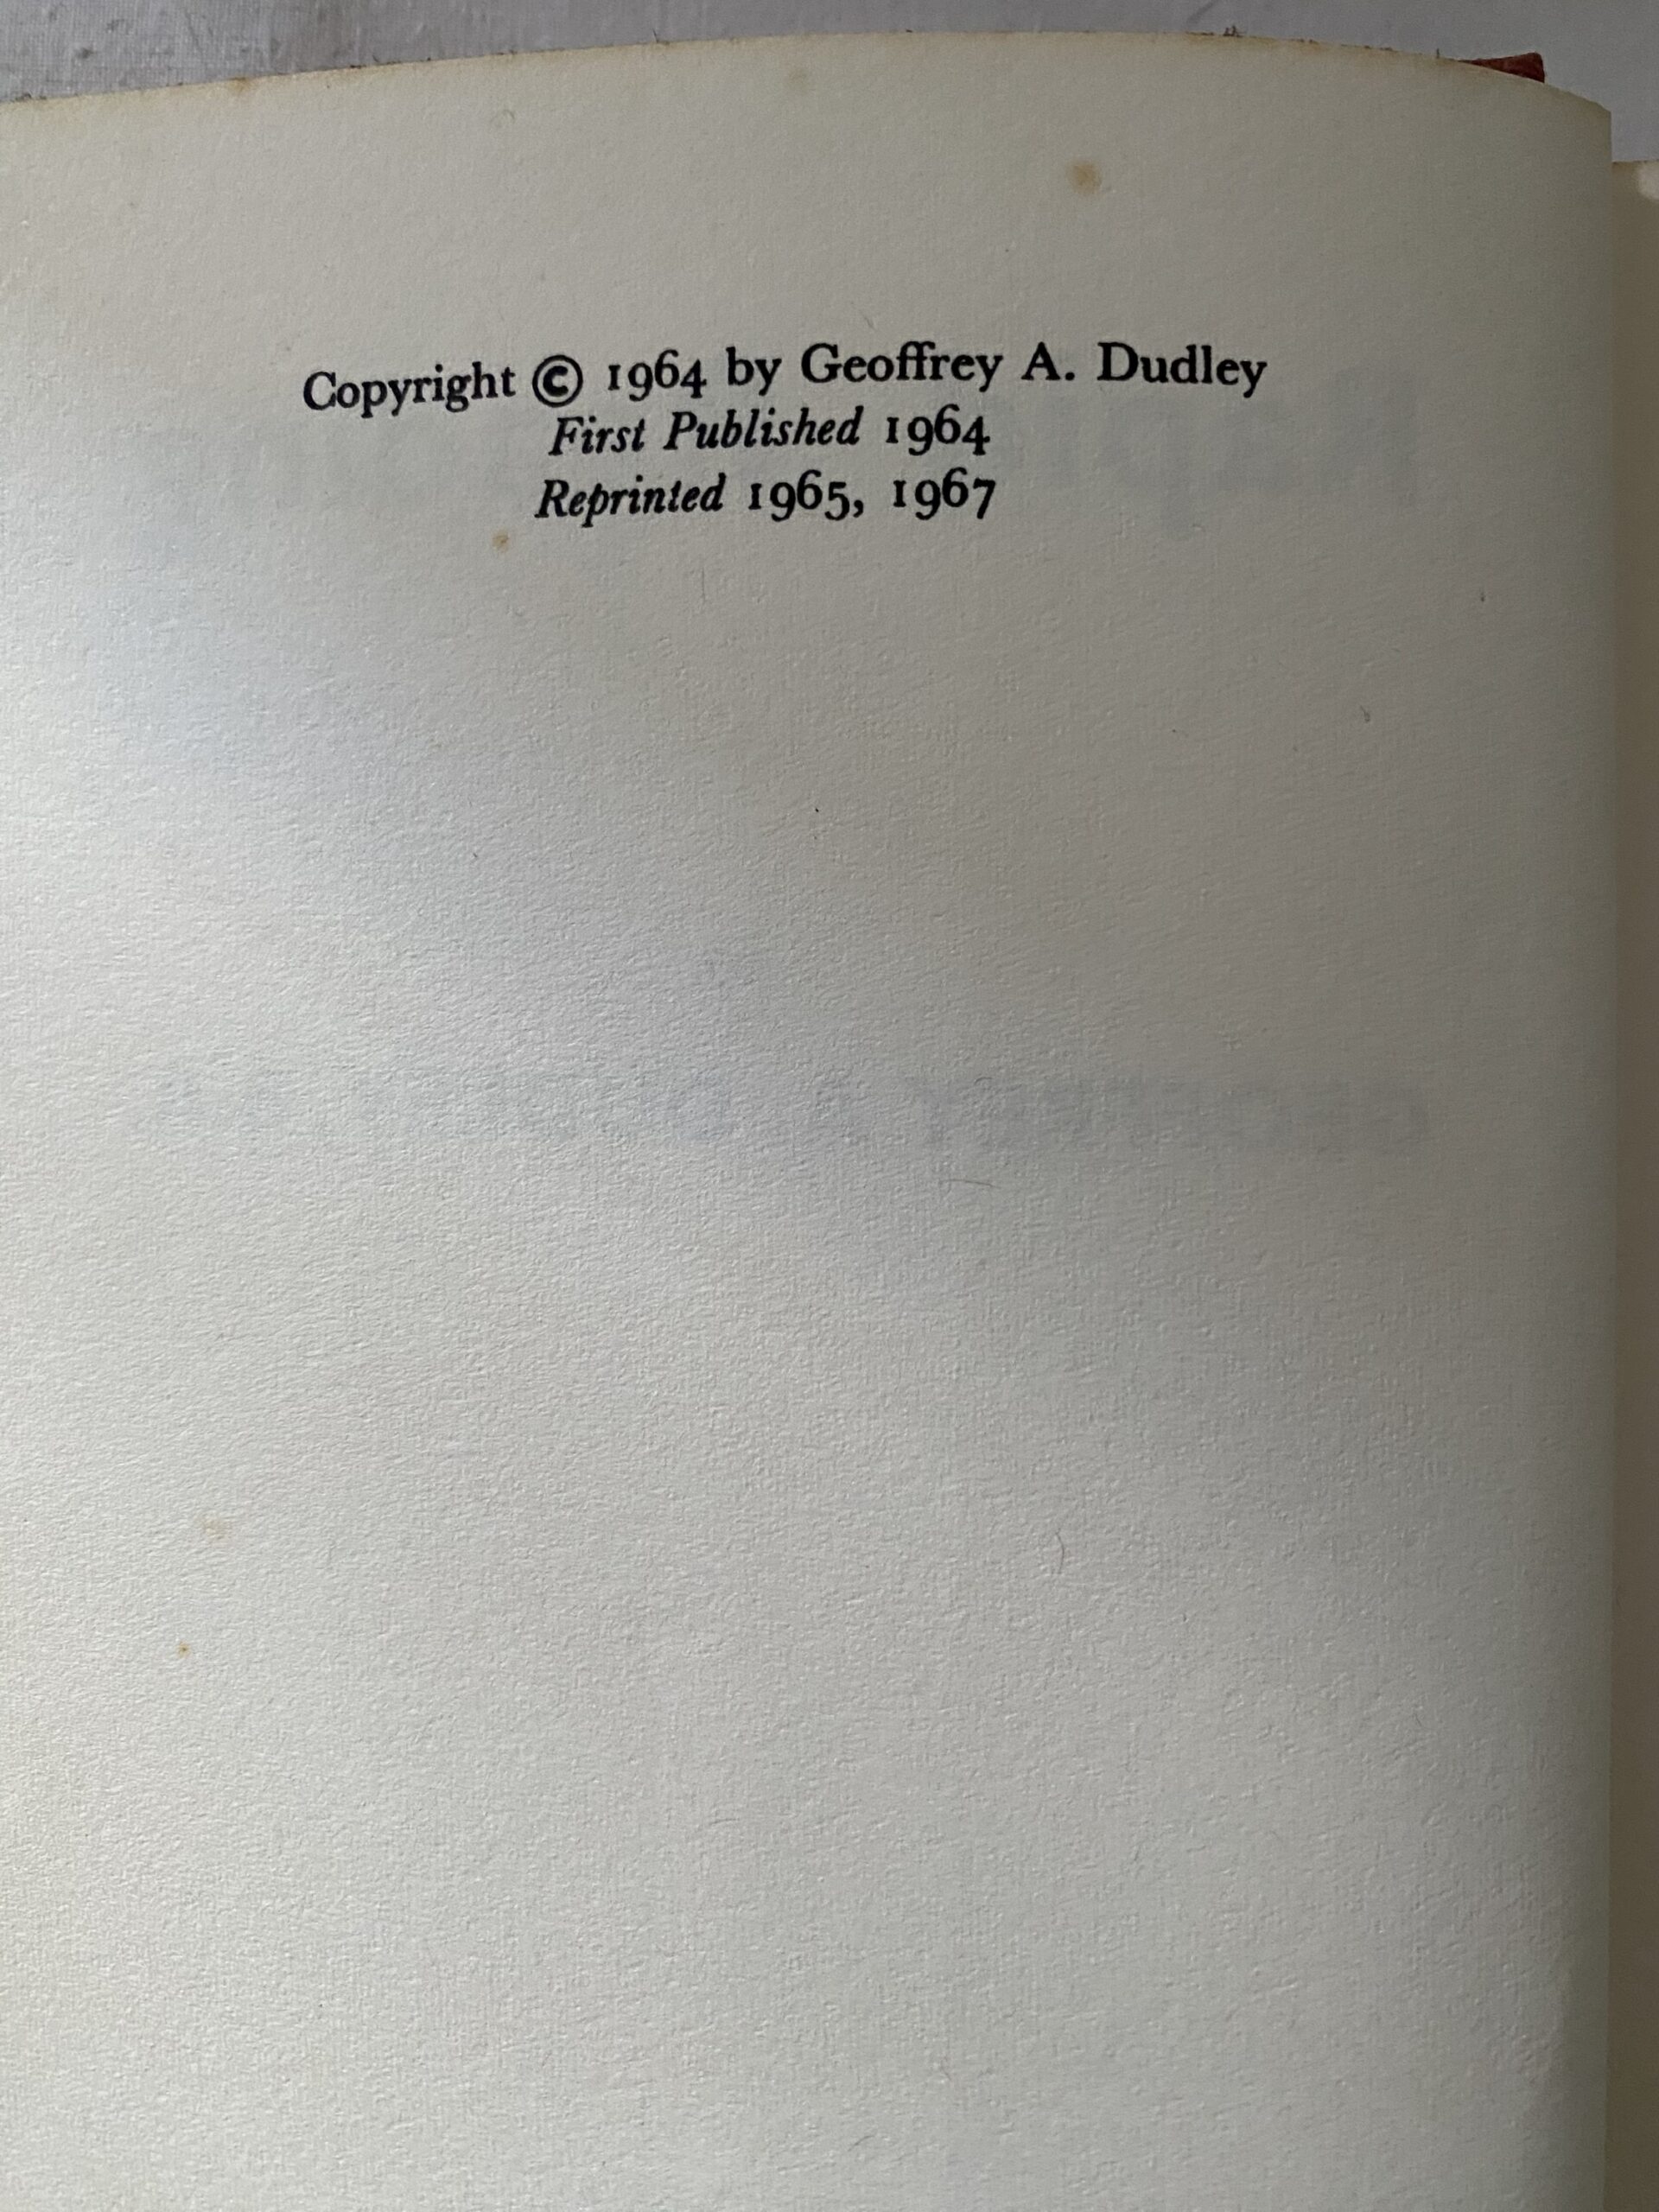 Copyright © 1964 by Geoffrey A. Dudley
First Published 1964
Reprinted 1965, 1967